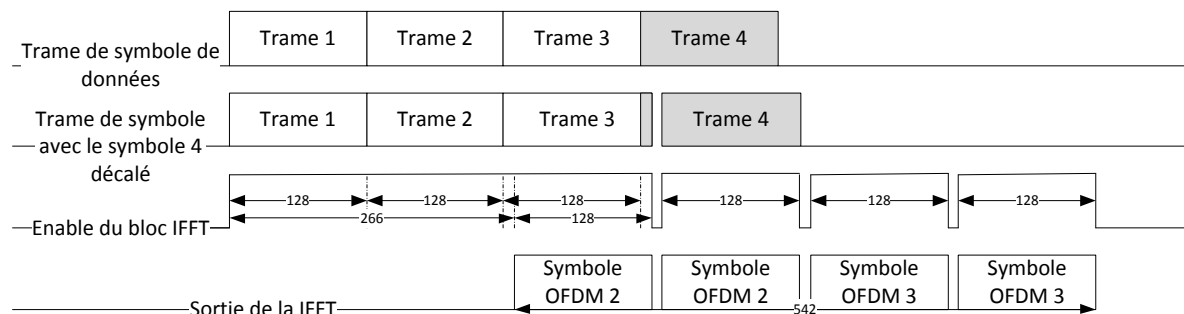 Trame 1 Trame 2 Trame 3 Trame 4
Trame de symbole de
données
Trame 1 Trame 2 Trame 3 Trame 4
Trame de symbole
avec le symbole 4
décalé
128 128 128 128 128 128
266 128
Enable du bloc IFFT
Symbole Symbole Symbole Symbole
OFDM 2 OFDM 2 OFDM 3 OFDM 3
542
Sortie de la IFFT